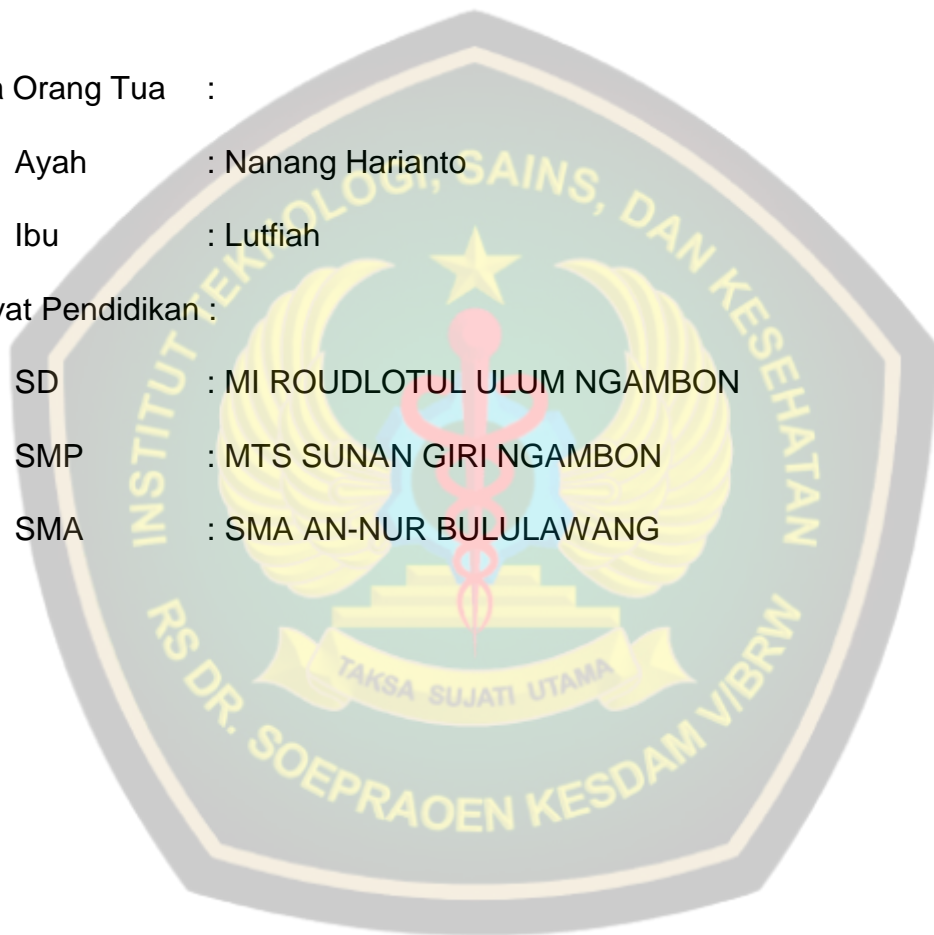 a Orang Tua :
Ayah : Nanang Harianto
Ibu : Lutfiah
yat Pendidikan :
SD : MI ROUDLOTUL ULUM NGAMBON
SMP : MTS SUNAN GIRI NGAMBON
SMA : SMA AN-NUR BULULAWANG
INSTITUT TEKNOLOGI, SAINS, DAN KESEHATAN
TAKSA SUJATI UTAMA
RS DR. SOEPRAOEN KESDAM V/BRW